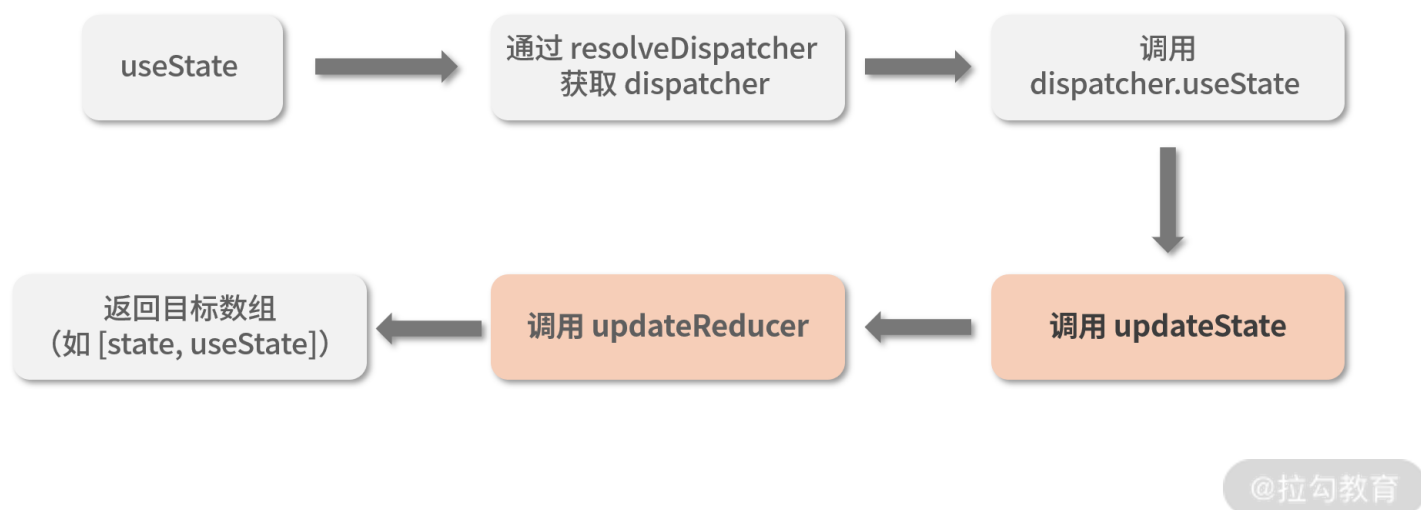 useState
通过 resolveDispatcher
获取 dispatcher
调用
dispatcher.useState
调用 updateState
调用 updateReducer
返回目标数组
（如 [state, useState]）
@拉勾教育